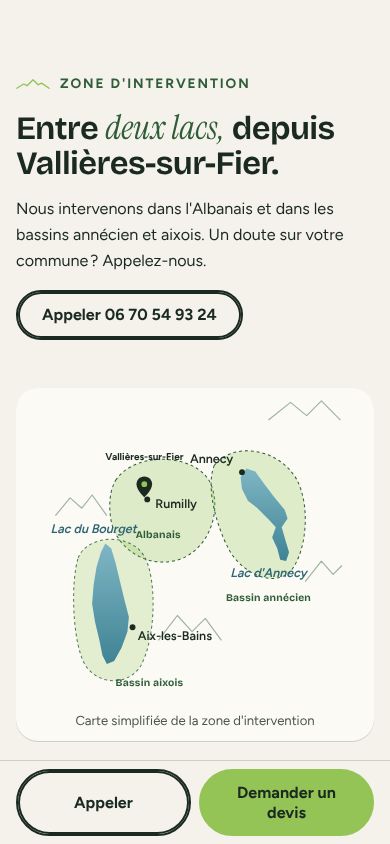 ZONE D'INTERVENTION
Entre deux lacs, depuis
Vallières-sur-Fier.
Nous intervenons dans l'Albanais et dans les
bassins annécien et aixois. Un doute sur votre
commune ? Appelez-nous.
Appeler 06 70 54 93 24
Vallières-sur-Fier
Annecy
Rumilly
Lac du Bourget
Albanais
Lac d'Annecy
Bassin annécien
Aix-les-Bains
Bassin aixois
Carte simplifiée de la zone d'intervention
Appeler
Demander un
devis